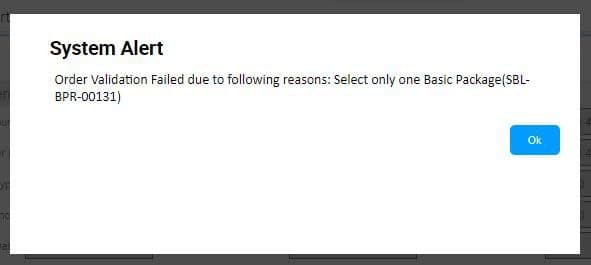 System Alert
Order Validation Failed due to following reasons: Select only one Basic Package(SBL-
BPR-00131)
Ok